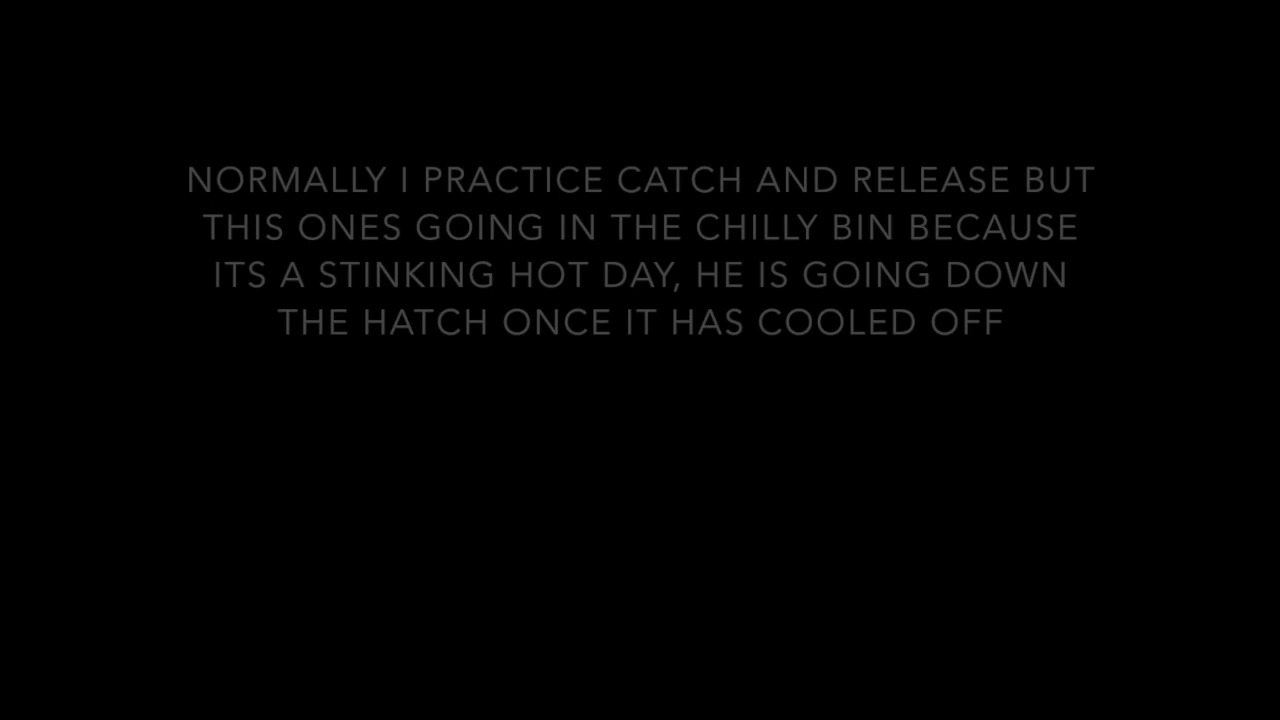 NORMALLY I PRACTICE CATCH AND RELEASE BUT
THIS ONES GOING IN THE CHILLY BIN BECAUSE
ITS A STINKING HOT DAY, HE IS GOING DOWN
THE HATCH ONCE IT HAS COOLED OFF